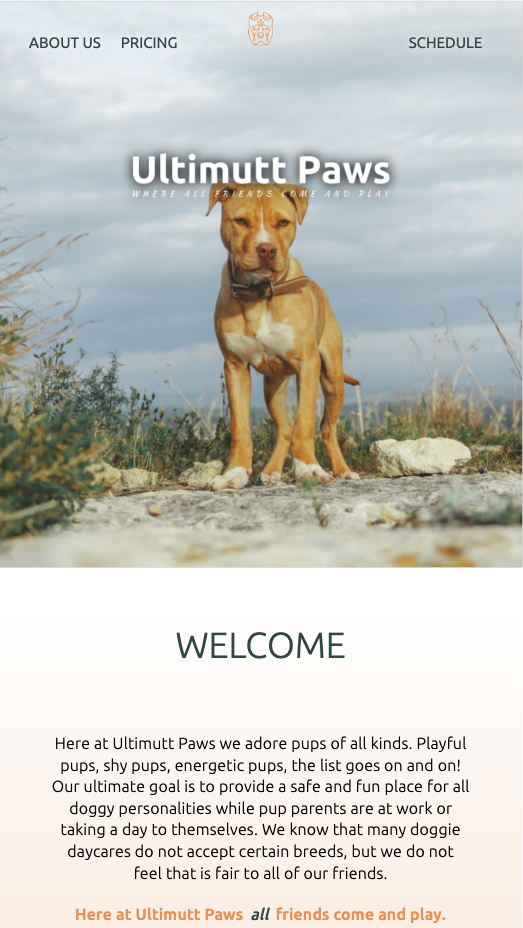 ABOUT US PRICING SCHEDULE
Ultimutt Paws
WHERE ALL FRIENDS COME AND PLAY
WELCOME
Here at Ultimutt Paws we adore pups of all kinds. Playful
pups, shy pups, energetic pups, the list goes on and on!
Our ultimate goal is to provide a safe and fun place for all
doggy personalities while pup parents are at work or
taking a day to themselves. We know that many doggie
daycares do not accept certain breeds, but we do not
feel that is fair to all of our friends.
Here at Ultimutt Paws all friends come and play.